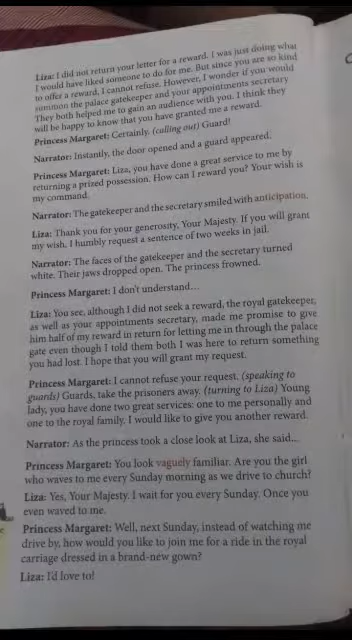 Liza: I did not return your letter for a reward. I was just doing what
I would have liked someone to do for me. But since you are so kind
to offer a reward, I cannot refuse. However, I wonder if you would
summon the palace gatekeeper and your appointments secretary
They both helped me to gain an audience with you. I think they
will be happy to know that you have granted me a reward.
Princess Margaret: Certainly. (calling out) Guard!
Narrator: Instantly, the door opened and a guard appeared.
Princess Margaret: Liza, you have done a great service to me by
returning a prized possession. How can I reward you? Your wish is
my command.
Narrator: The gatekeeper and the secretary smiled with anticipation.
Liza: Thank you for your generosity, Your Majesty. If you will grant
my wish, I humbly request a sentence of two weeks in jail.
Narrator: The faces of the gatekeeper and the secretary turned
white. Their jaws dropped open. The princess frowned.
Princess Margaret: I don't understand...
Liza: You see, although I did not seek a reward, the royal gatekeeper,
as well as your appointments secretary, made me promise to give
him half of my reward in return for letting me in through the palace
gate even though I told them both I was here to return something
you had lost. I hope that you will grant my request.
Princess Margaret: I cannot refuse your request. (speaking to
guards) Guards, take the prisoners away. (turning to Liza) Young
lady, you have done two great services: one to me personally and
one to the royal family. I would like to give you another reward.
Narrator: As the princess took a close look at Liza, she said...
Princess Margaret: You look vaguely familiar. Are you the girl
who waves to me every Sunday morning as we drive to church?
Liza: Yes, Your Majesty. I wait for you every Sunday. Once you
even waved to me.
Princess Margaret: Well, next Sunday, instead of watching me
drive by, how would you like to join me for a ride in the royal
carriage dressed in a brand-new gown?
Liza: I'd love to!